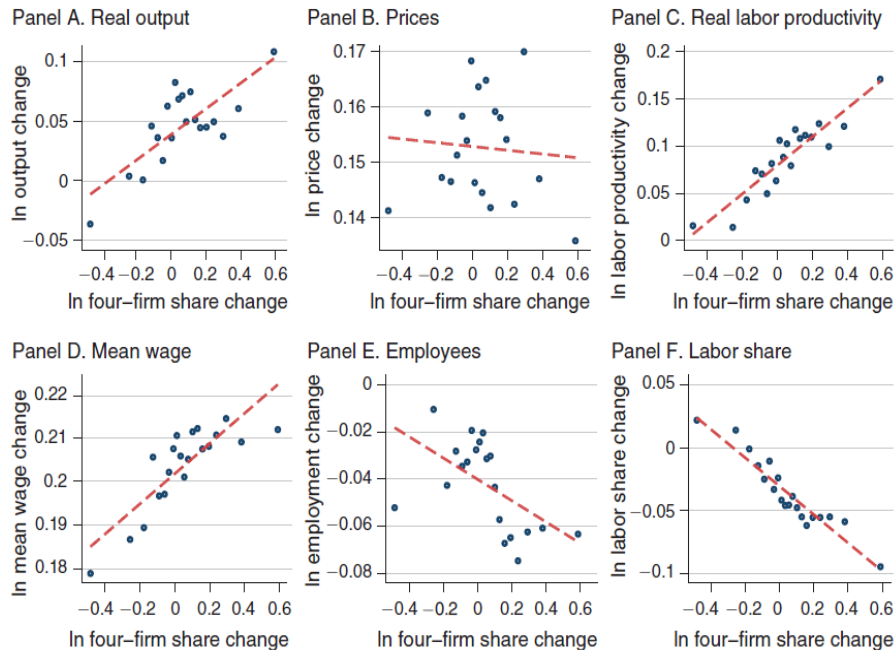 Panel A. Real output
ln output change
0.1
0.05
0
−0.05
−0.4 −0.2 0 0.2 0.4 0.6
ln four−firm share change
Panel B. Prices
ln price change
0.17
0.16
0.15
0.14
−0.4 −0.2 0 0.2 0.4 0.6
ln four−firm share change
Panel C. Real labor productivity
ln labor productivity change
0.2
0.15
0.1
0.05
0
−0.4 −0.2 0 0.2 0.4 0.6
ln four−firm share change
Panel D. Mean wage
ln mean wage change
0.22
0.21
0.2
0.19
0.18
−0.4 −0.2 0 0.2 0.4 0.6
ln four−firm share change
Panel E. Employees
ln employment change
0
−0.02
−0.04
−0.06
−0.08
−0.4 −0.2 0 0.2 0.4 0.6
ln four−firm share change
Panel F. Labor share
ln labor share change
0.05
0
−0.05
−0.1
−0.4 −0.2 0 0.2 0.4 0.6
ln four−firm share change